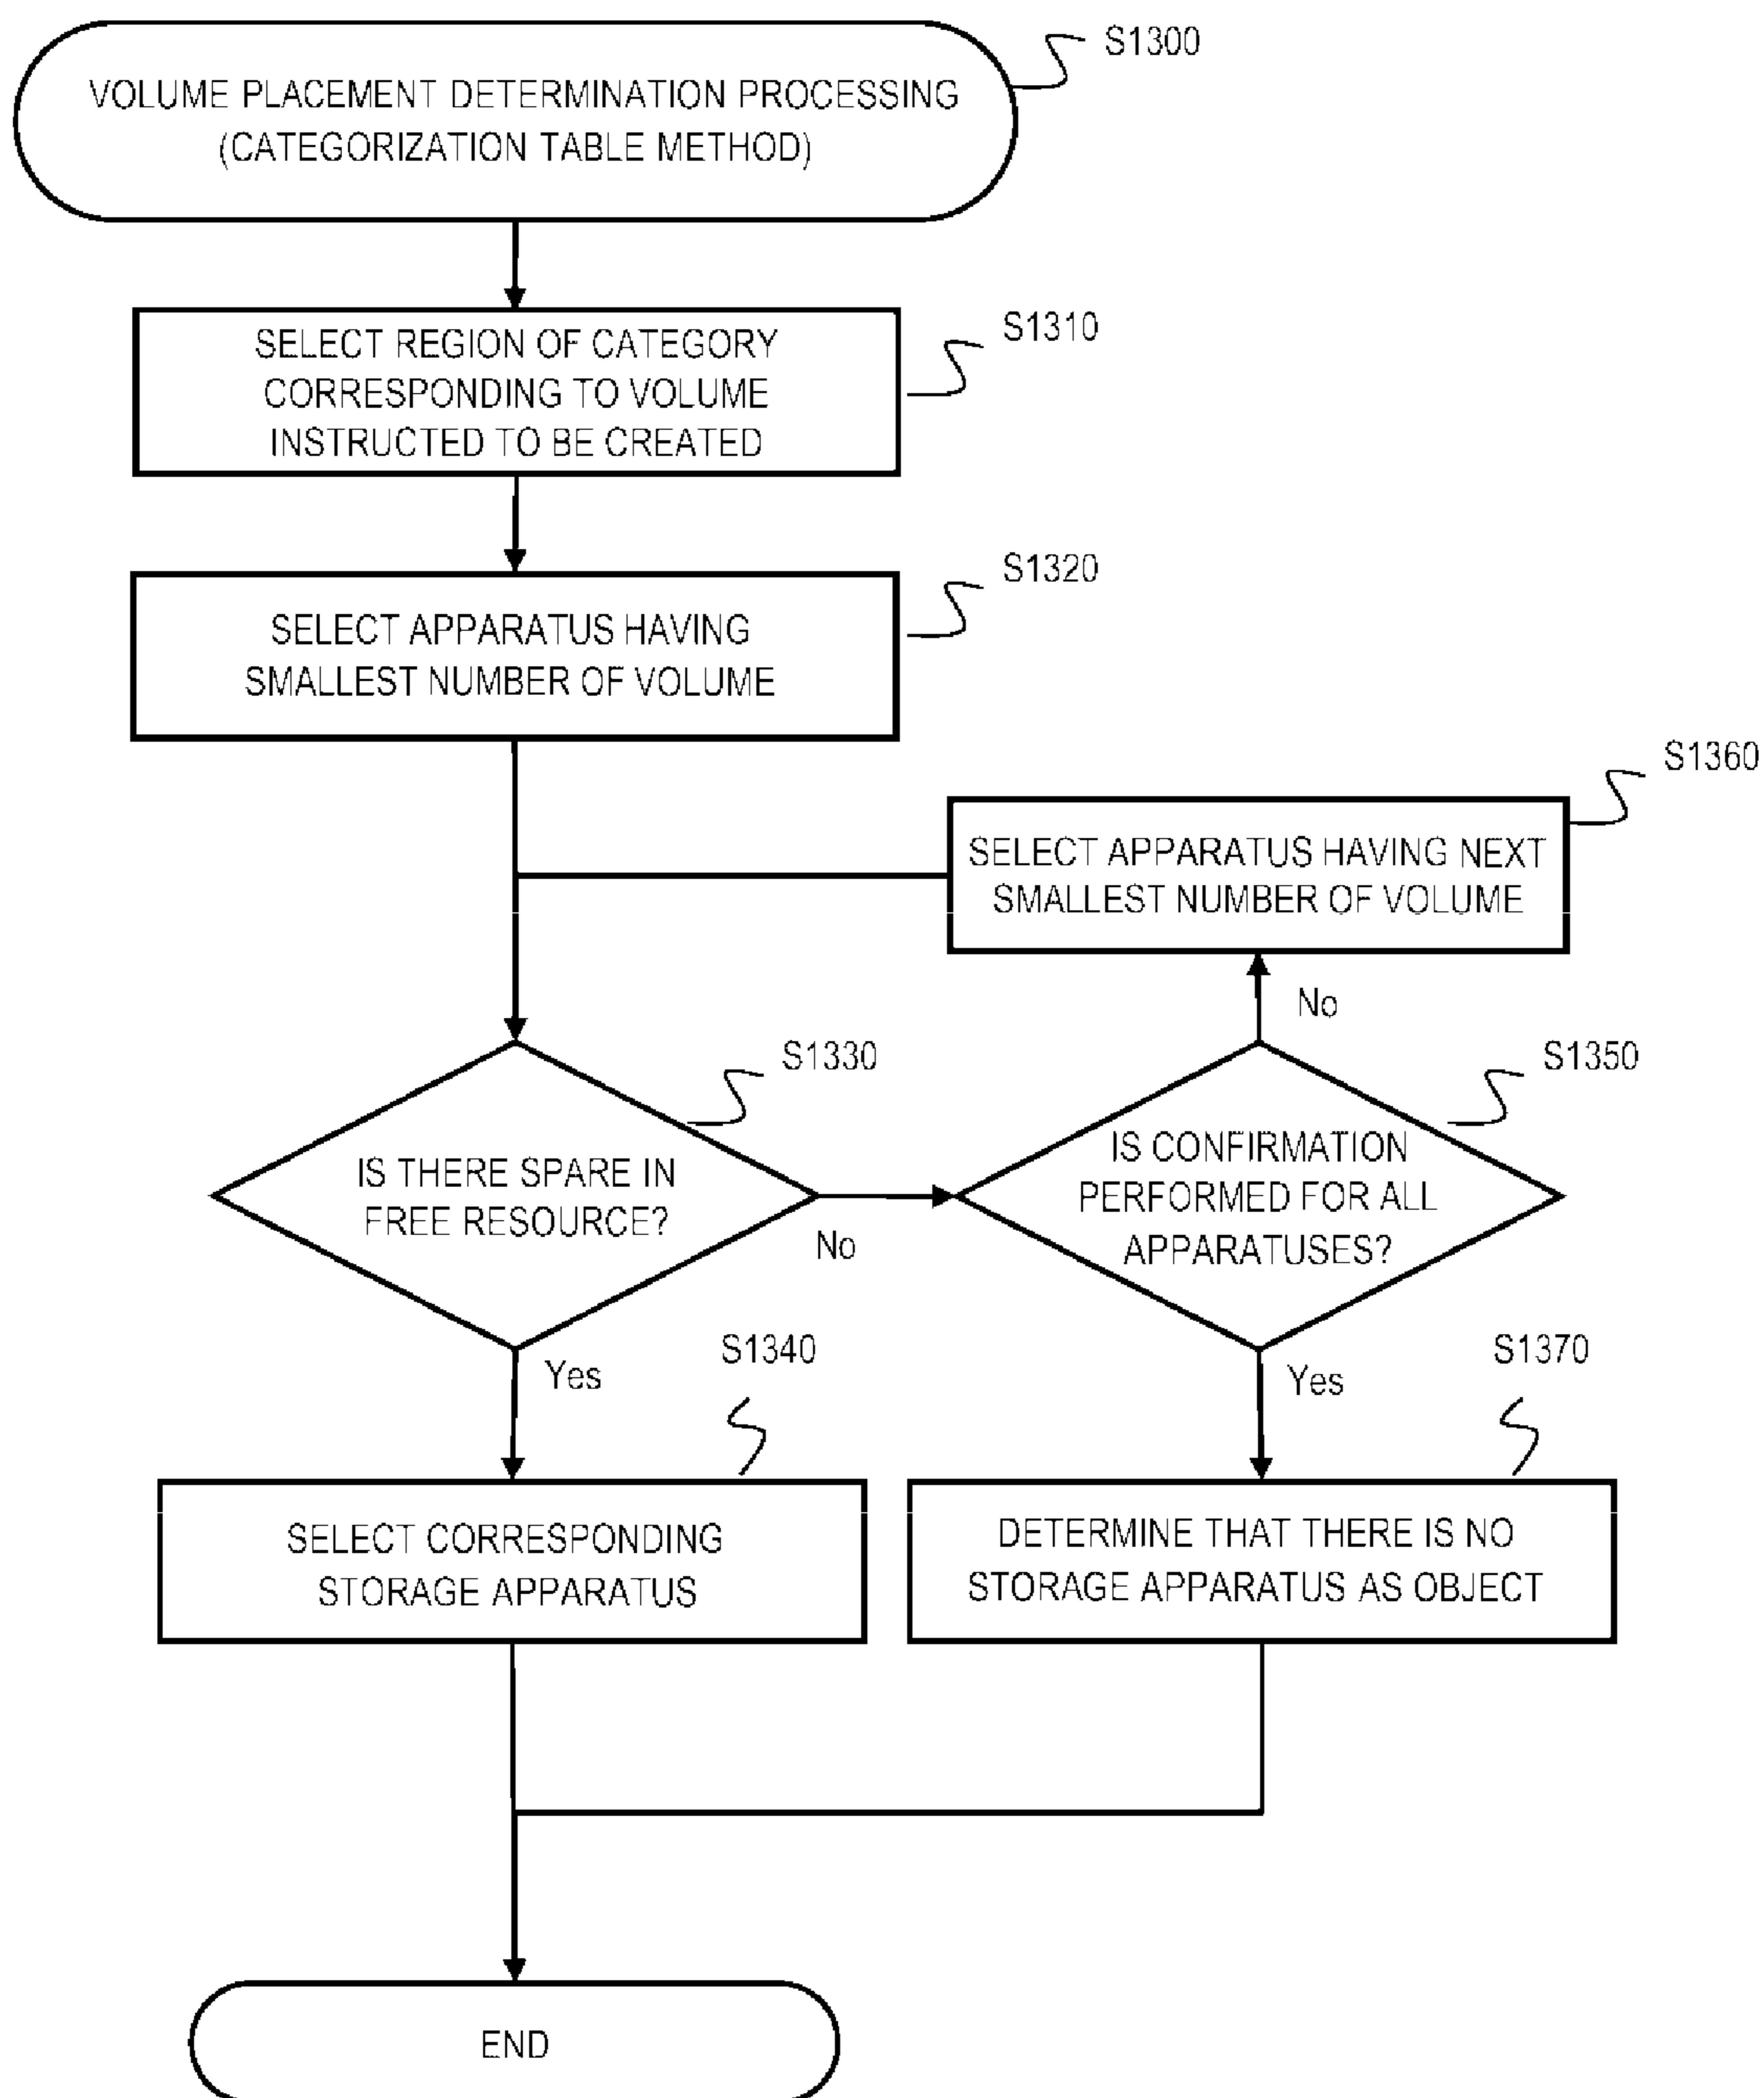 S1300
VOLUME PLACEMENT DETERMINATION PROCESSING
(CATEGORIZATION TABLE METHOD)
S1310
SELECT REGION OF CATEGORY
CORRESPONDING TO VOLUME
INSTRUCTED TO BE CREATED
S1320
SELECT APPARATUS HAVING
SMALLEST NUMBER OF VOLUME
S1360
SELECT APPARATUS HAVING NEXT
SMALLEST NUMBER OF VOLUME
No
S1330
IS THERE SPARE IN
FREE RESOURCE?
No
Yes
S1350
IS CONFIRMATION
PERFORMED FOR ALL
APPARATUSES?
Yes
S1340
SELECT CORRESPONDING
STORAGE APPARATUS
S1370
DETERMINE THAT THERE IS NO
STORAGE APPARATUS AS OBJECT
END